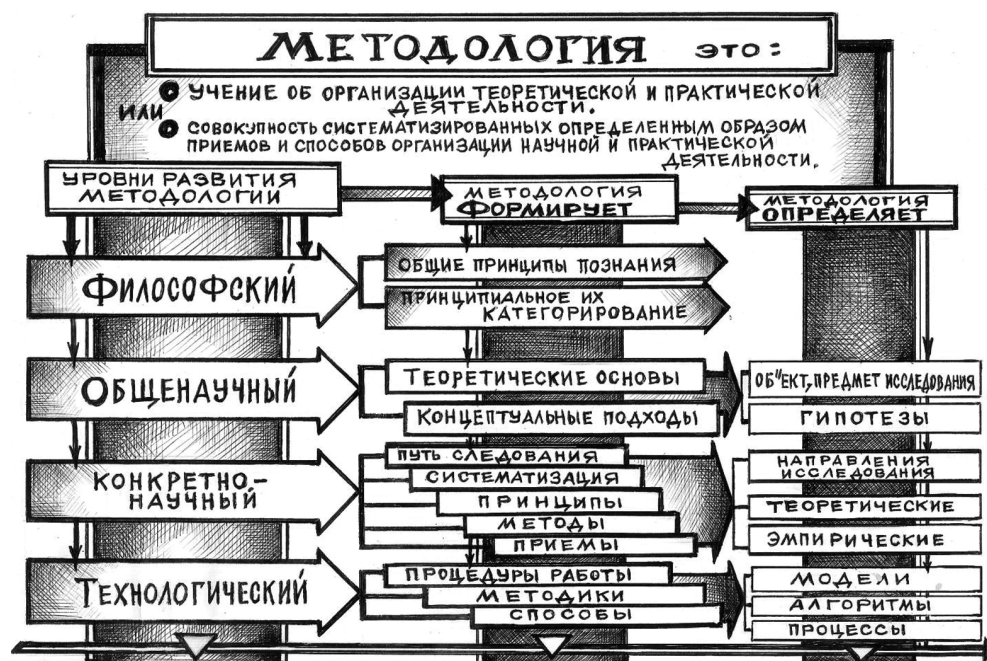 МЕТОДОЛОГИЯ ЭТО:
УЧЕНИЕ ОБ ОРГАНИЗАЦИИ ТЕОРЕТИЧЕСКОЙ И ПРАКТИЧЕСКОЙ
ДЕЯТЕЛЬНОСТИ.
ИЛИ
СОВОКУПНОСТЬ СИСТЕМАТИЗИРОВАННЫХ ОПРЕДЕЛЕННЫМ ОБРАЗОМ
ПРИЕМОВ И СПОСОБОВ ОРГАНИЗАЦИИ НАУЧНОЙ И ПРАКТИЧЕСКОЙ
ДЕЯТЕЛЬНОСТИ.
УРОВНИ РАЗВИТИЯ
МЕТОДОЛОГИИ
МЕТОДОЛОГИЯ
ФОРМИРУЕТ
МЕТОДОЛОГИЯ
ОПРЕДЕЛЯЕТ
ФИЛОСОФСКИЙ
ОБЩИЕ ПРИНЦИПЫ ПОЗНАНИЯ
ПРИНЦИПИАЛЬНОЕ ИХ
КАТЕГОРИРОВАНИЕ
ОБЩЕНАУЧНЫЙ
ТЕОРЕТИЧЕСКИЕ ОСНОВЫ
КОНЦЕПТУАЛЬНЫЕ ПОДХОДЫ
ОБ"ЕКТ, ПРЕДМЕТ ИССЛЕДОВАНИЯ
ГИПОТЕЗЫ
КОНКРЕТНО-
НАУЧНЫЙ
ПУТЬ СЛЕДОВАНИЯ
СИСТЕМАТИЗАЦИЯ
ПРИНЦИПЫ
МЕТОДЫ
ПРИЕМЫ
НАПРАВЛЕНИЯ
ИССЛЕДОВАНИЯ
ТЕОРЕТИЧЕСКИЕ
ЭМПИРИЧЕСКИЕ
ТЕХНОЛОГИЧЕСКИЙ
ПРОЦЕДУРЫ РАБОТЫ
МЕТОДИКИ
СПОСОБЫ
МОДЕЛИ
АЛГОРИТМЫ
ПРОЦЕССЫ